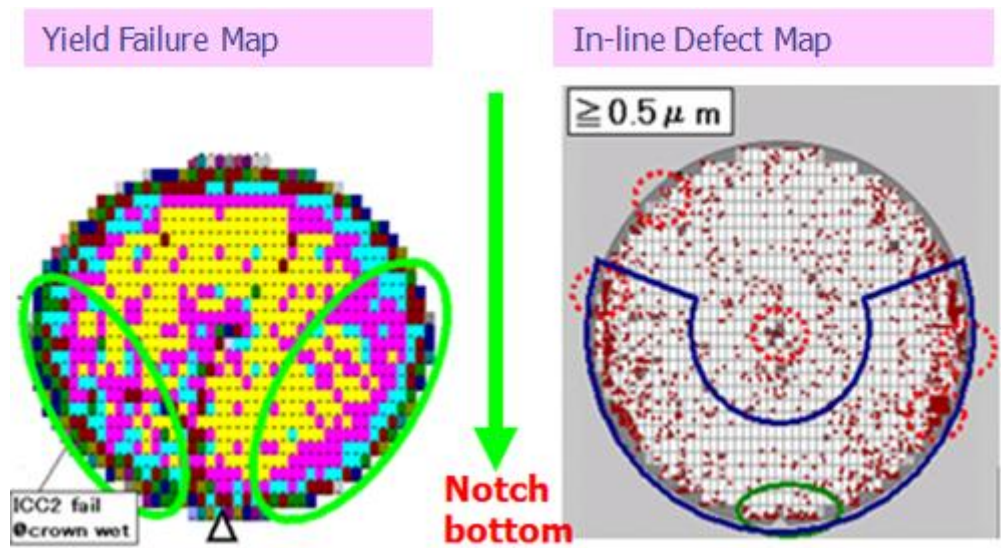 Yield Failure Map
In-line Defect Map
≧0.5μm
ICC2 fail
@crown wet
Notch
bottom